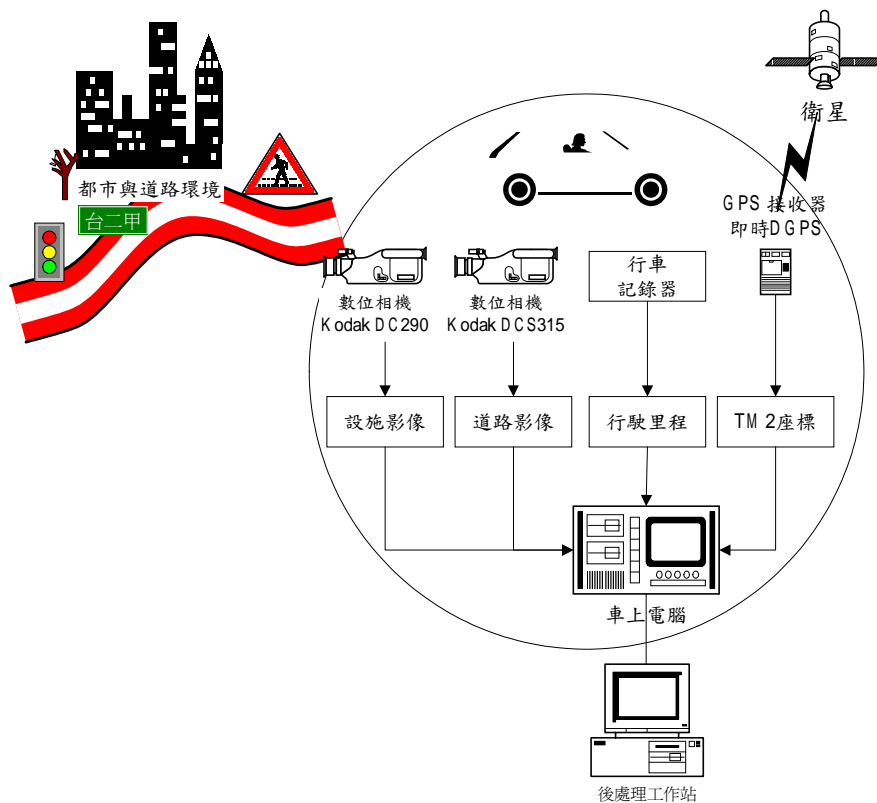 衛星
都市與道路環境
台二甲
GPS 接收器
即時DGPS
數位相機
Kodak DC290
數位相機
Kodak DCS315
行車
記錄器
設施影像
道路影像
行駛里程
TM2座標
車上電腦
後處理工作站